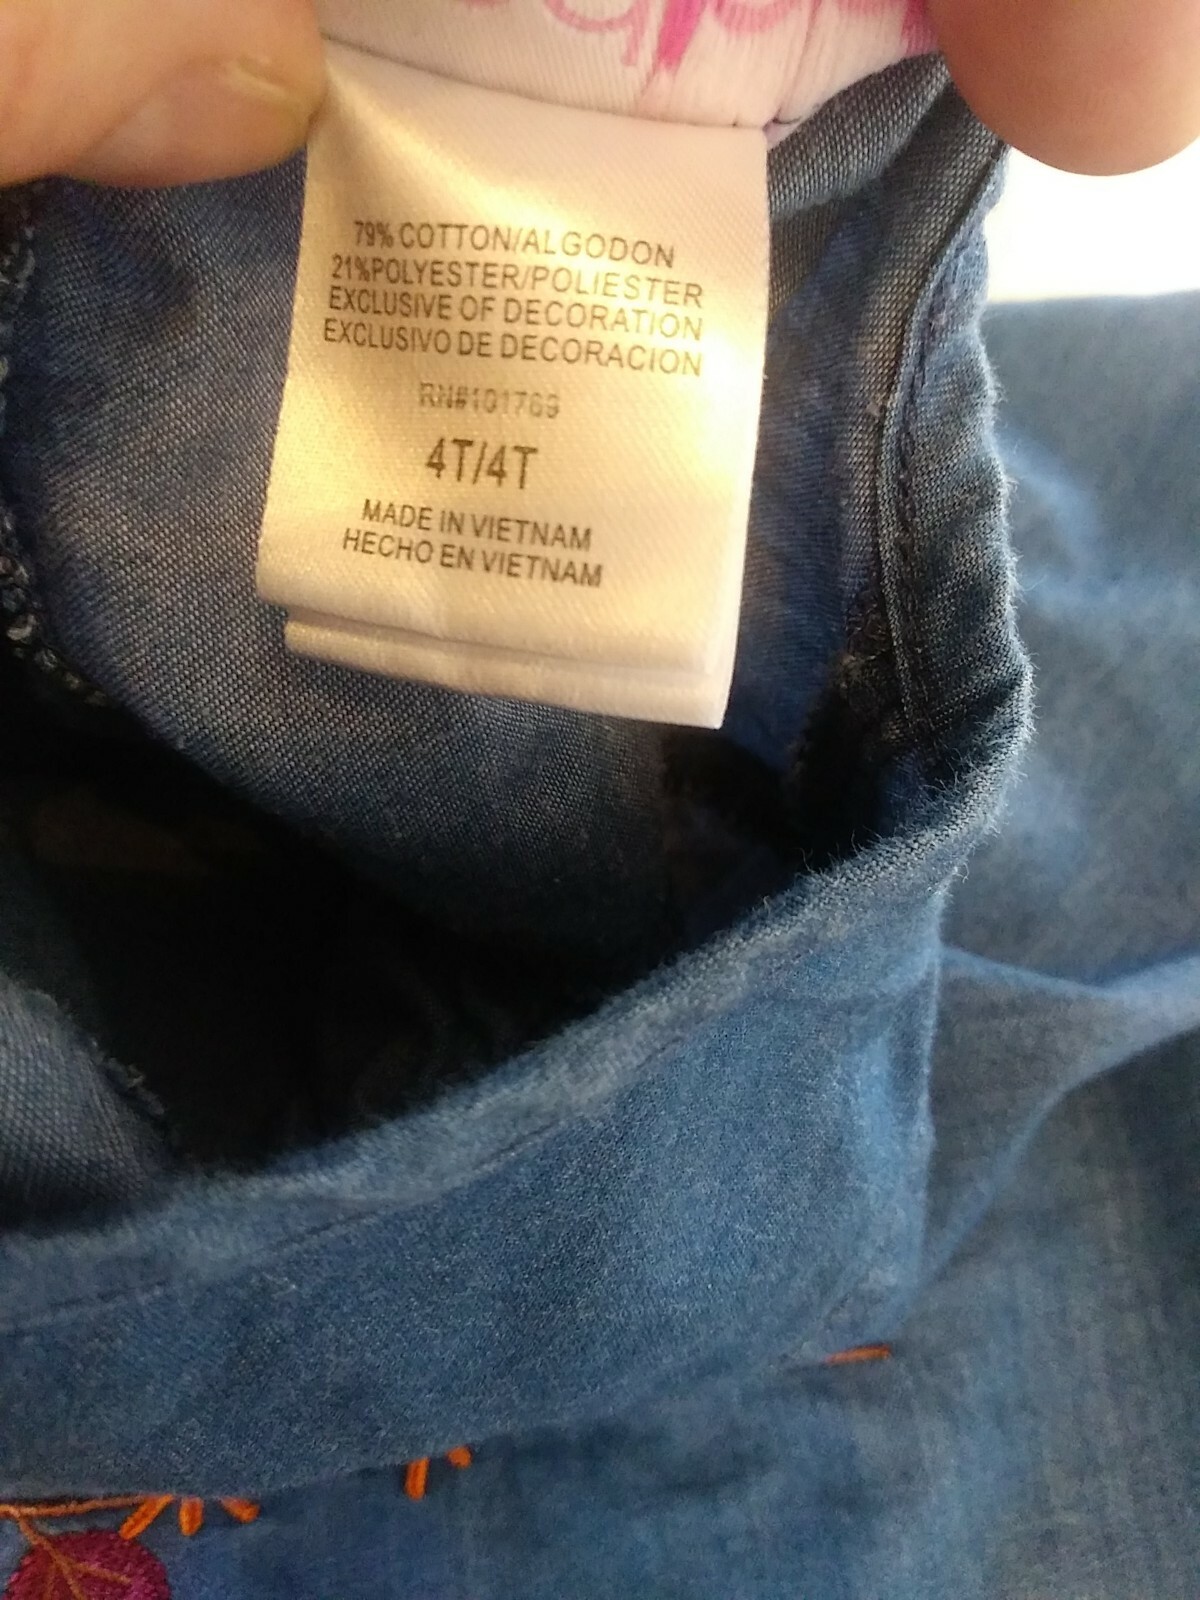 79% COTTON/ALGODON
21%POLYESTER/POLIESTER
EXCLUSIVE OF DECORATION
EXCLUSIVO DE DECORACION
RN#101769
4T/4T
MADE IN VIETNAM
HECHO EN VIETNAM